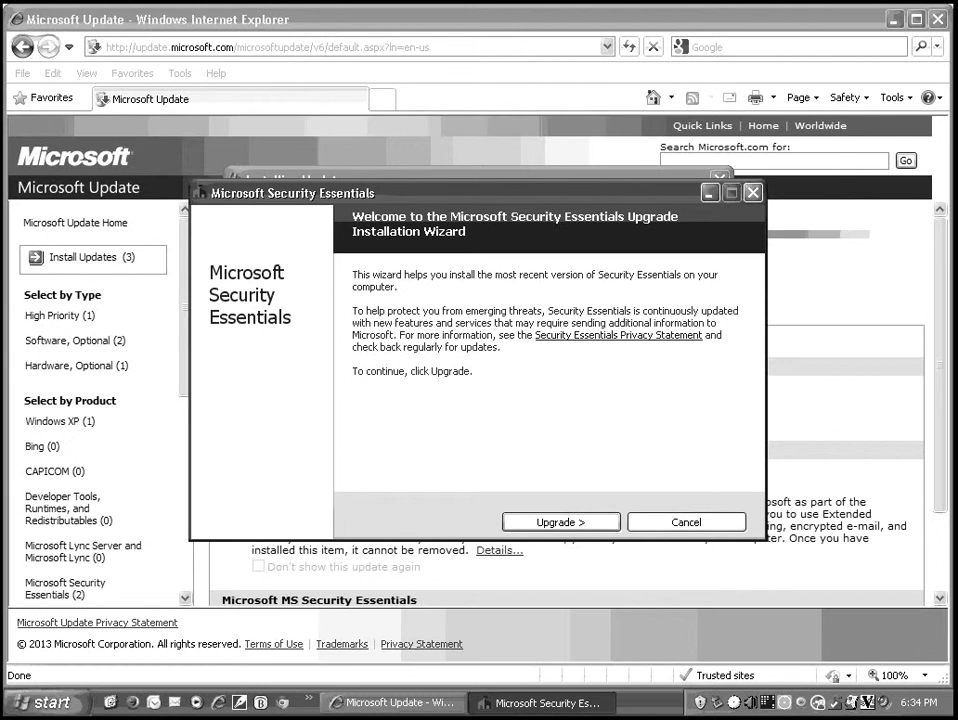 Microsoft Update - Windows Internet Explorer
http://update.microsoft.com/microsoftupdate/v6/default.aspx?ln=en-us
Google
File Edit View Favorites Tools Help
Favorites
Microsoft Update
Page Safety Tools
Quick Links | Home | Worldwide
Microsoft
Search Microsoft.com for:
Go
Microsoft Update
Microsoft Update Home
Install Updates (3)
Select by Type
High Priority (1)
Software, Optional (2)
Hardware, Optional (1)
Select by Product
Windows XP (1)
Bing (0)
CAPICOM (0)
Developer Tools,
Runtimes, and
Redistributables (0)
Microsoft Lync Server and
Microsoft Lync (0)
Microsoft Security
Essentials (2)
Microsoft Security Essentials
Microsoft
Security
Essentials
Welcome to the Microsoft Security Essentials Upgrade
Installation Wizard
This wizard helps you install the most recent version of Security Essentials on your
computer.
To help protect you from emerging threats, Security Essentials is continuously updated
with new features and services that may require sending additional information to
Microsoft. For more information, see the Security Essentials Privacy Statement and
check back regularly for updates.
To continue, click Upgrade.
Upgrade >
Cancel
soft as part of the
you to use Extended
ng, encrypted e-mail, and
ter. Once you have
installed this item, it cannot be removed. Details...
Don't show this update again
Microsoft MS Security Essentials
Microsoft Update Privacy Statement
© 2013 Microsoft Corporation. All rights reserved. Terms of Use | Trademarks | Privacy Statement
Done
Trusted sites
100%
start
Microsoft Update - Wi...
Microsoft Security Es...
6:34 PM